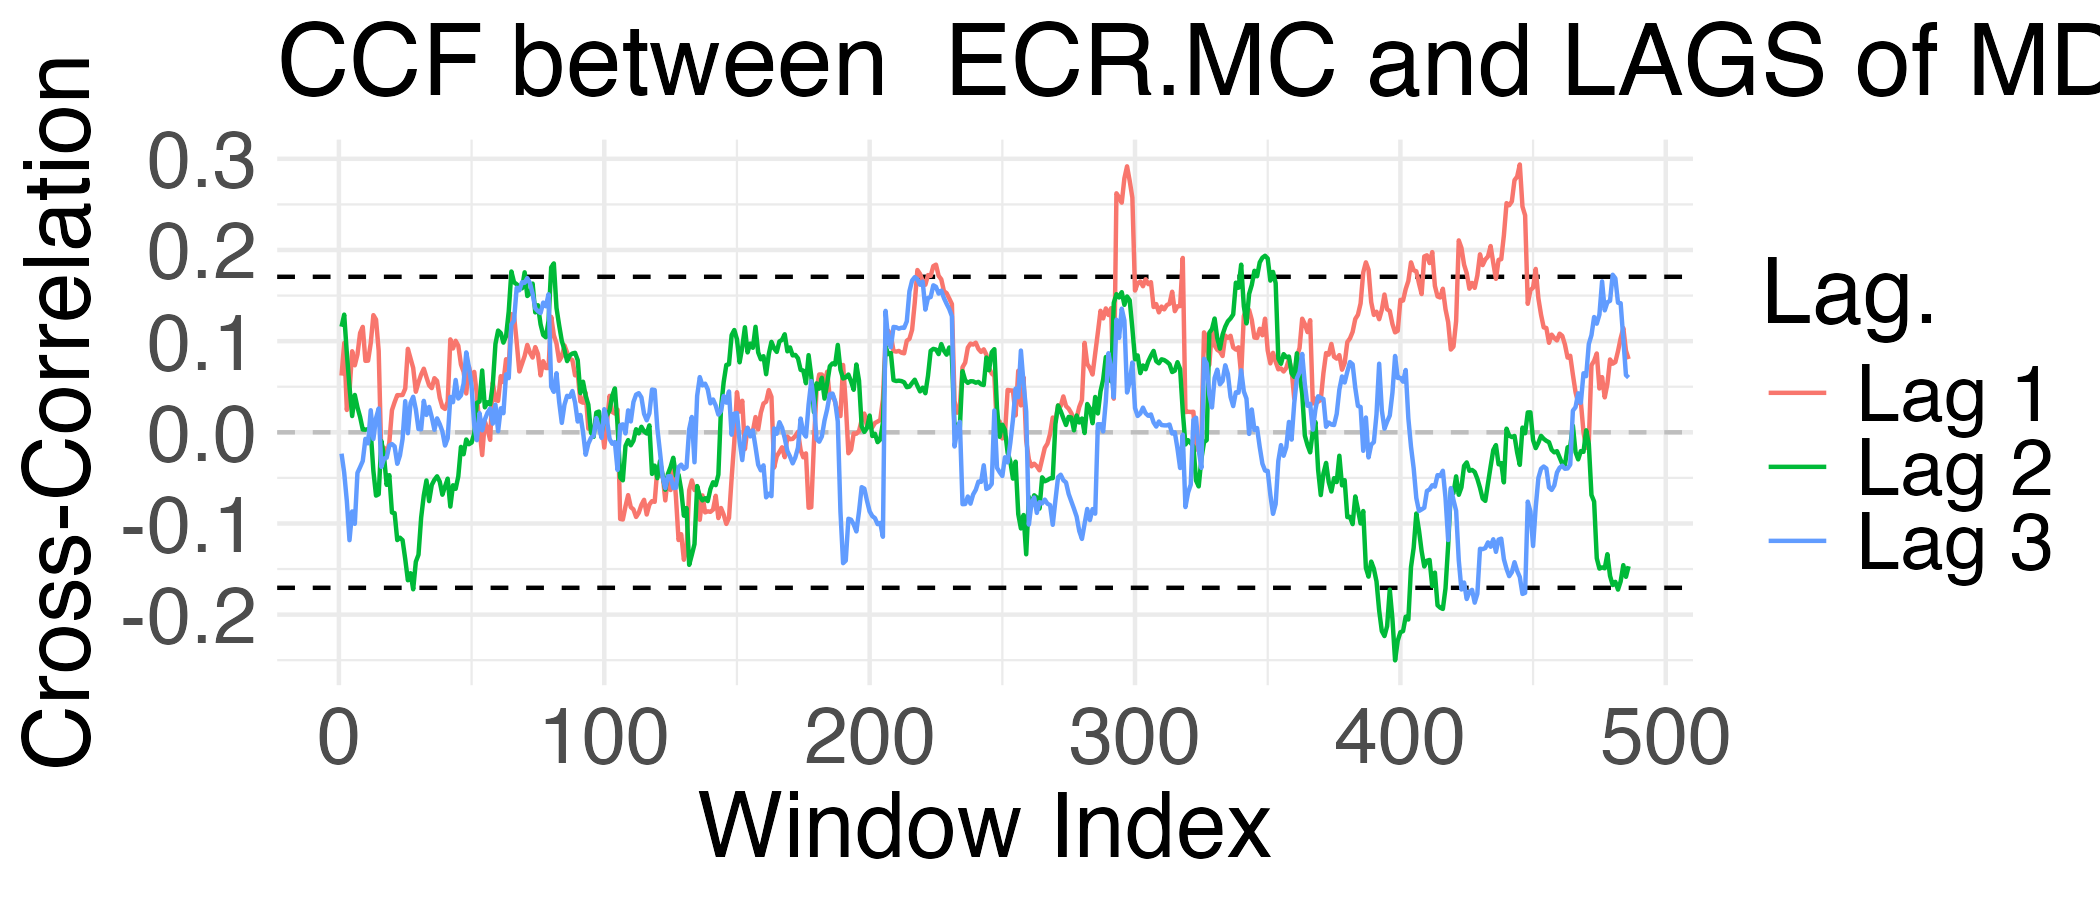 CCF between ECR.MC and LAGS of MD
Cross-Correlation
0.3
0.2
0.1
0.0
-0.1
-0.2
0 100 200 300 400 500
Window Index
Lag.
Lag 1
Lag 2
Lag 3